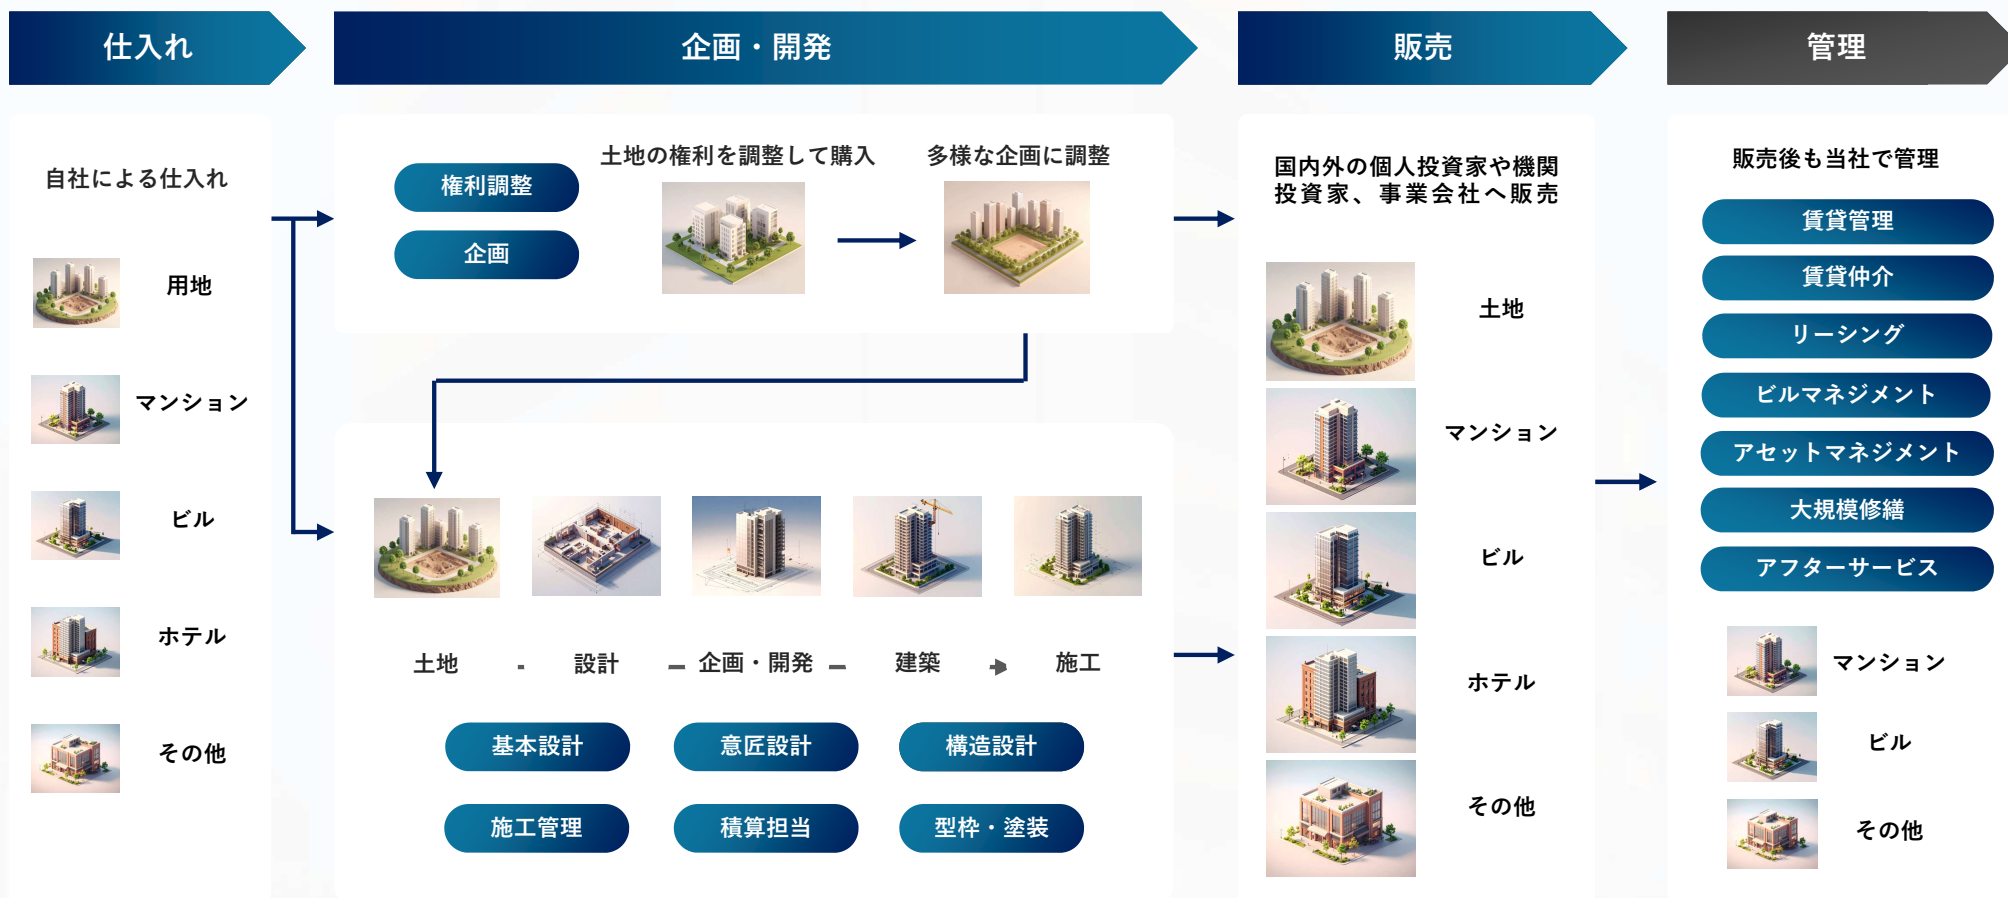 仕入れ
企画・開発
販売
管理
自社による仕入れ
用地
マンション
ビル
ホテル
その他
権利調整
企画
土地の権利を調整して購入
多様な企画に調整
土地
設計
企画・開発
建築
施工
基本設計
意匠設計
構造設計
施工管理
積算担当
型枠・塗装
国内外の個人投資家や機関
投資家、事業会社へ販売
土地
マンション
ビル
ホテル
その他
販売後も当社で管理
賃貸管理
賃貸仲介
リーシング
ビルマネジメント
アセットマネジメント
大規模修繕
アフターサービス
マンション
ビル
その他